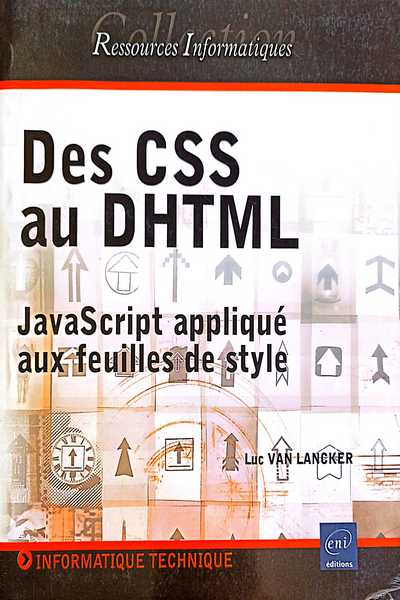 Collection
Ressources Informatiques
Des CSS
au DHTML
JavaScript appliqué
aux feuilles de style
Luc VAN LANCKER
eni
éditions
INFORMATIQUE TECHNIQUE